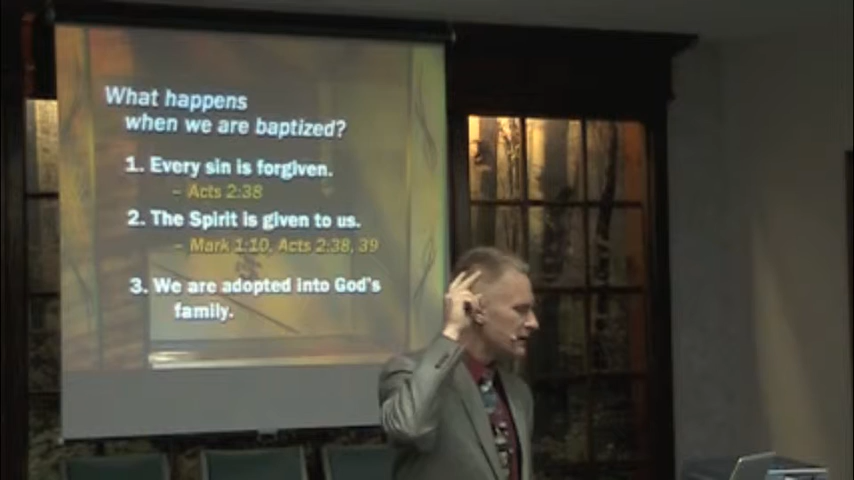 What happens
when we are baptized?
1. Every sin is forgiven.
– Acts 2:38
2. The Spirit is given to us.
– Mark 1:10, Acts 2:38, 39
3. We are adopted into God's
family.